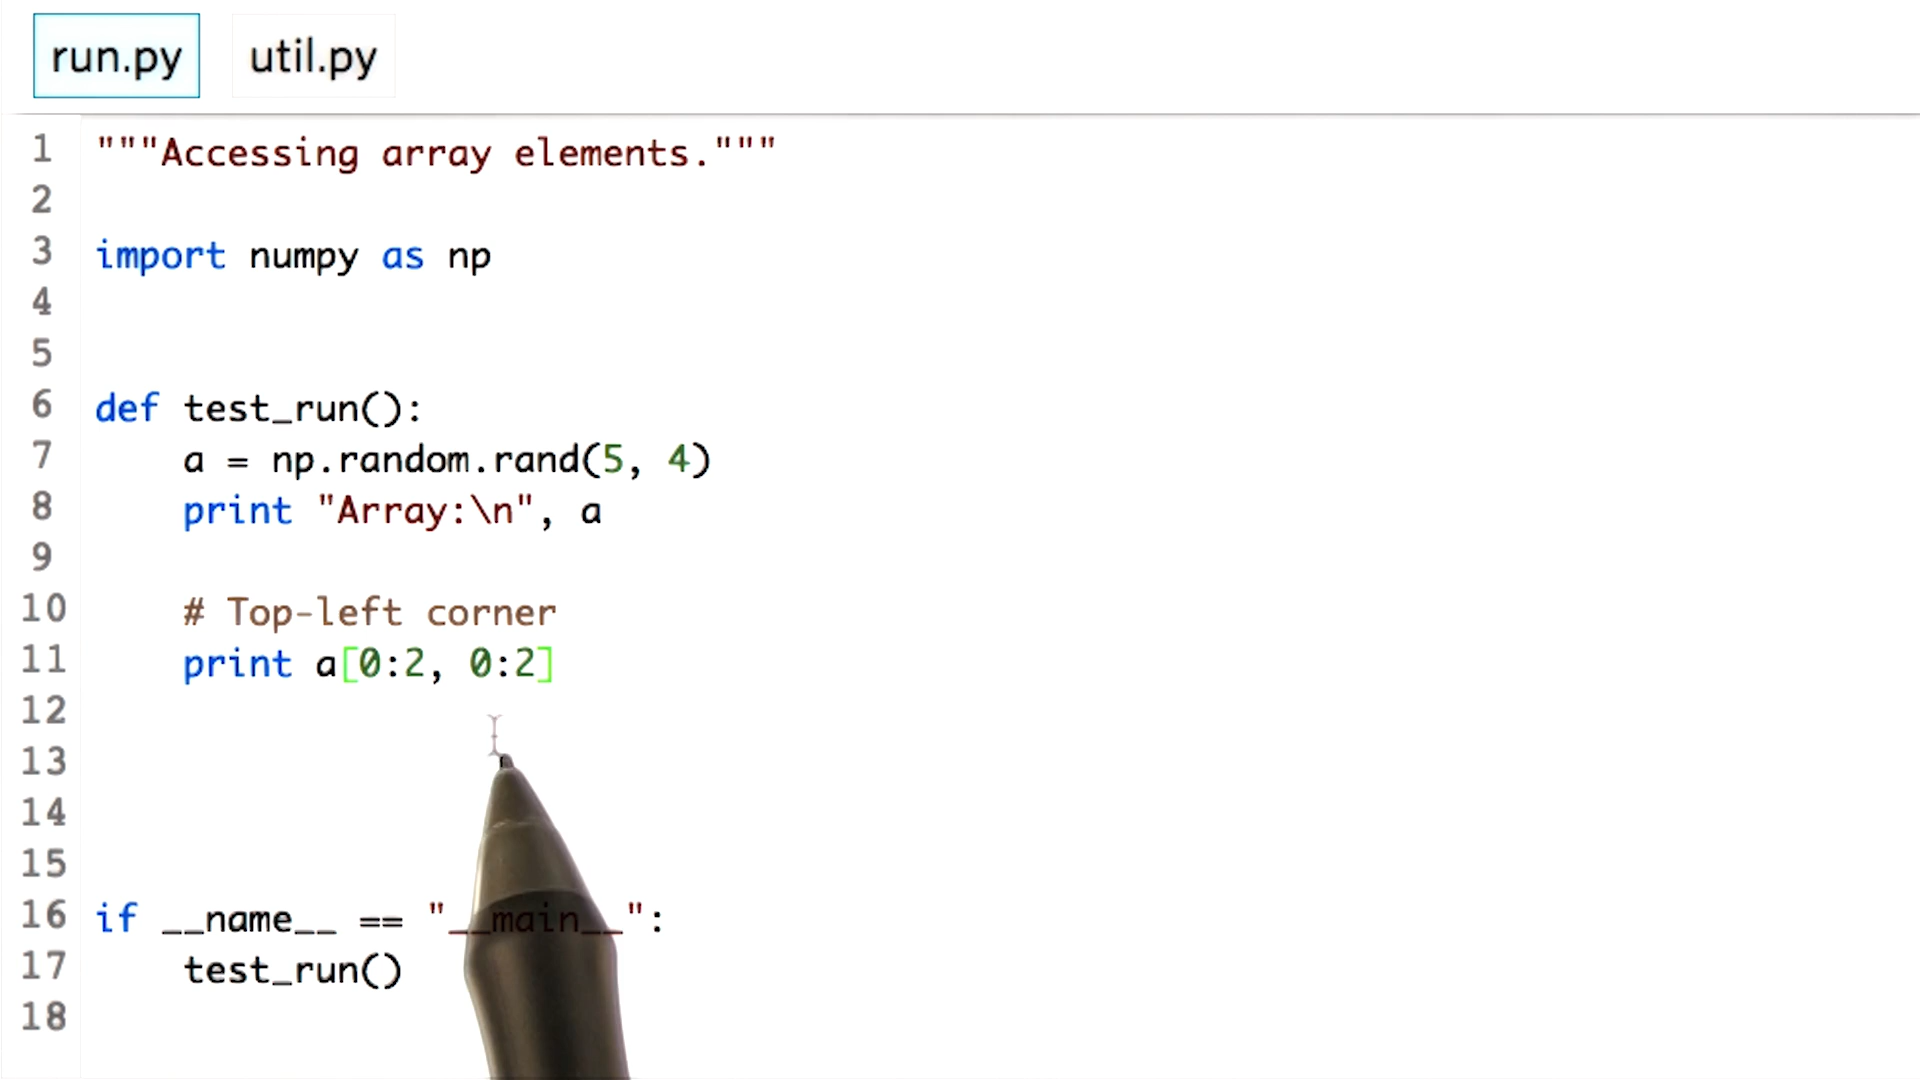 run.py util.py
1 """Accessing array elements."""
2
3 import numpy as np
4
5
6 def test_run():
7     a = np.random.rand(5, 4)
8     print "Array:\n", a
9
10     # Top-left corner
11     print a[0:2, 0:2]
12
13
14
15
16 if __name__ == "__main__":
17     test_run()
18